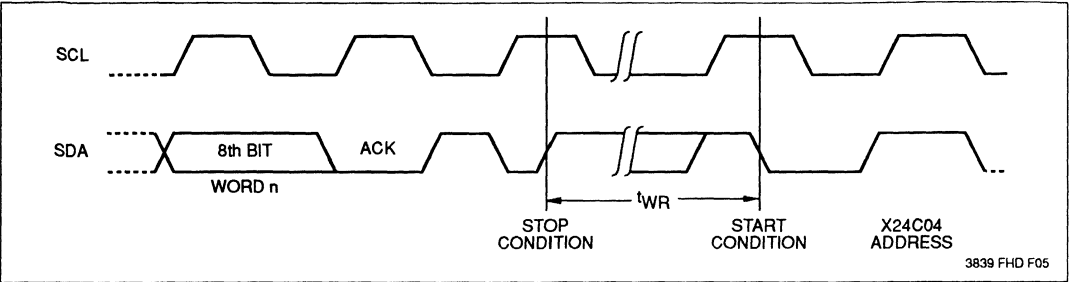 SCL
SDA
8th BIT
ACK
WORD n
tWR
STOP
CONDITION
START
CONDITION
X24C04
ADDRESS
3839 FHD F05